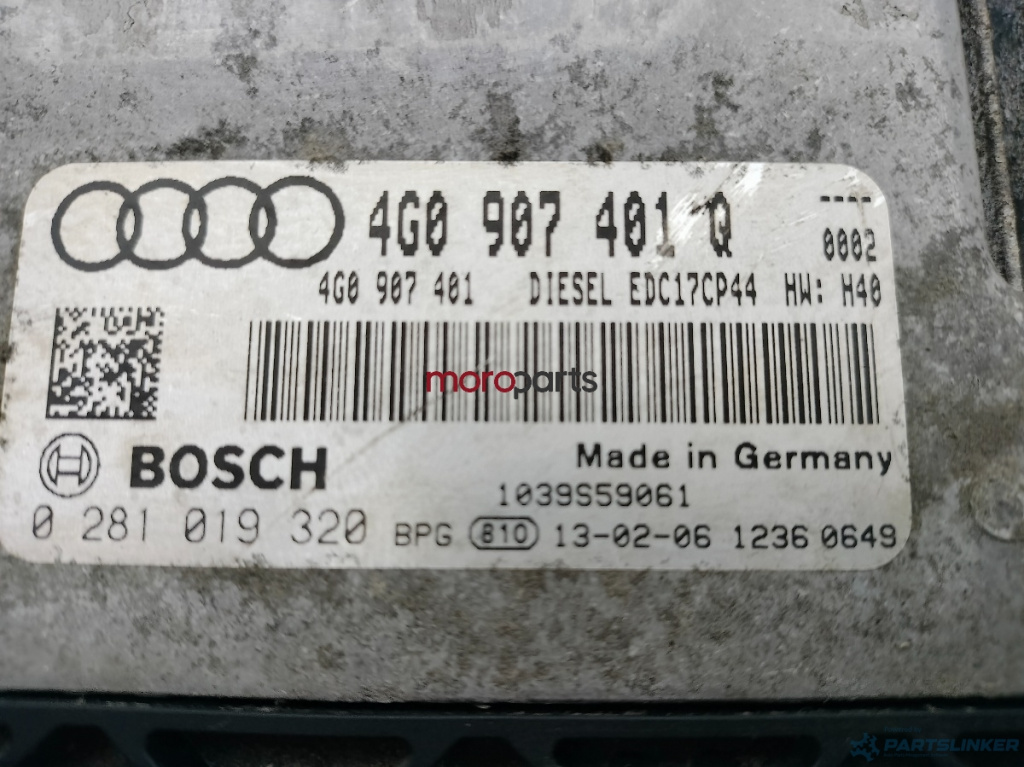 4G0 907 401 Q ----
0002
4G0 907 401 DIESEL EDC17CP44 HW: H40
moroparts
BOSCH Made in Germany
1039S59061
0 281 019 320 BPG 810 13-02-06 1236 0649
PARTSLINKER